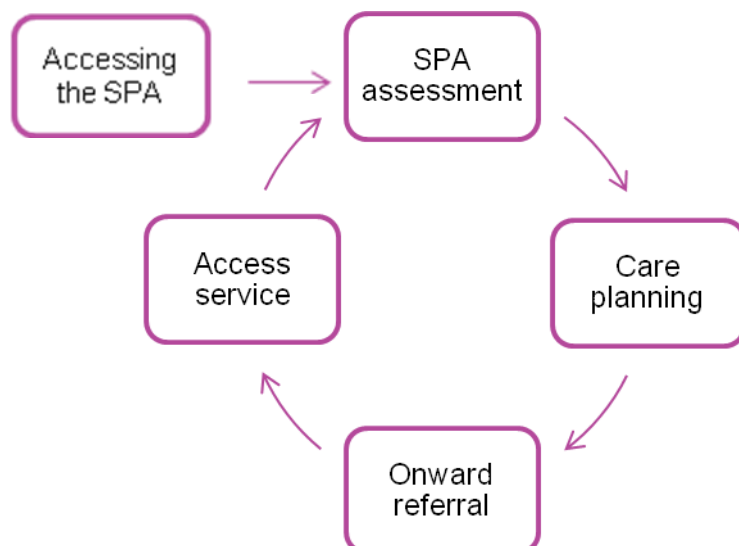 Accessing
the SPA
SPA
assessment
Care
planning
Onward
referral
Access
service